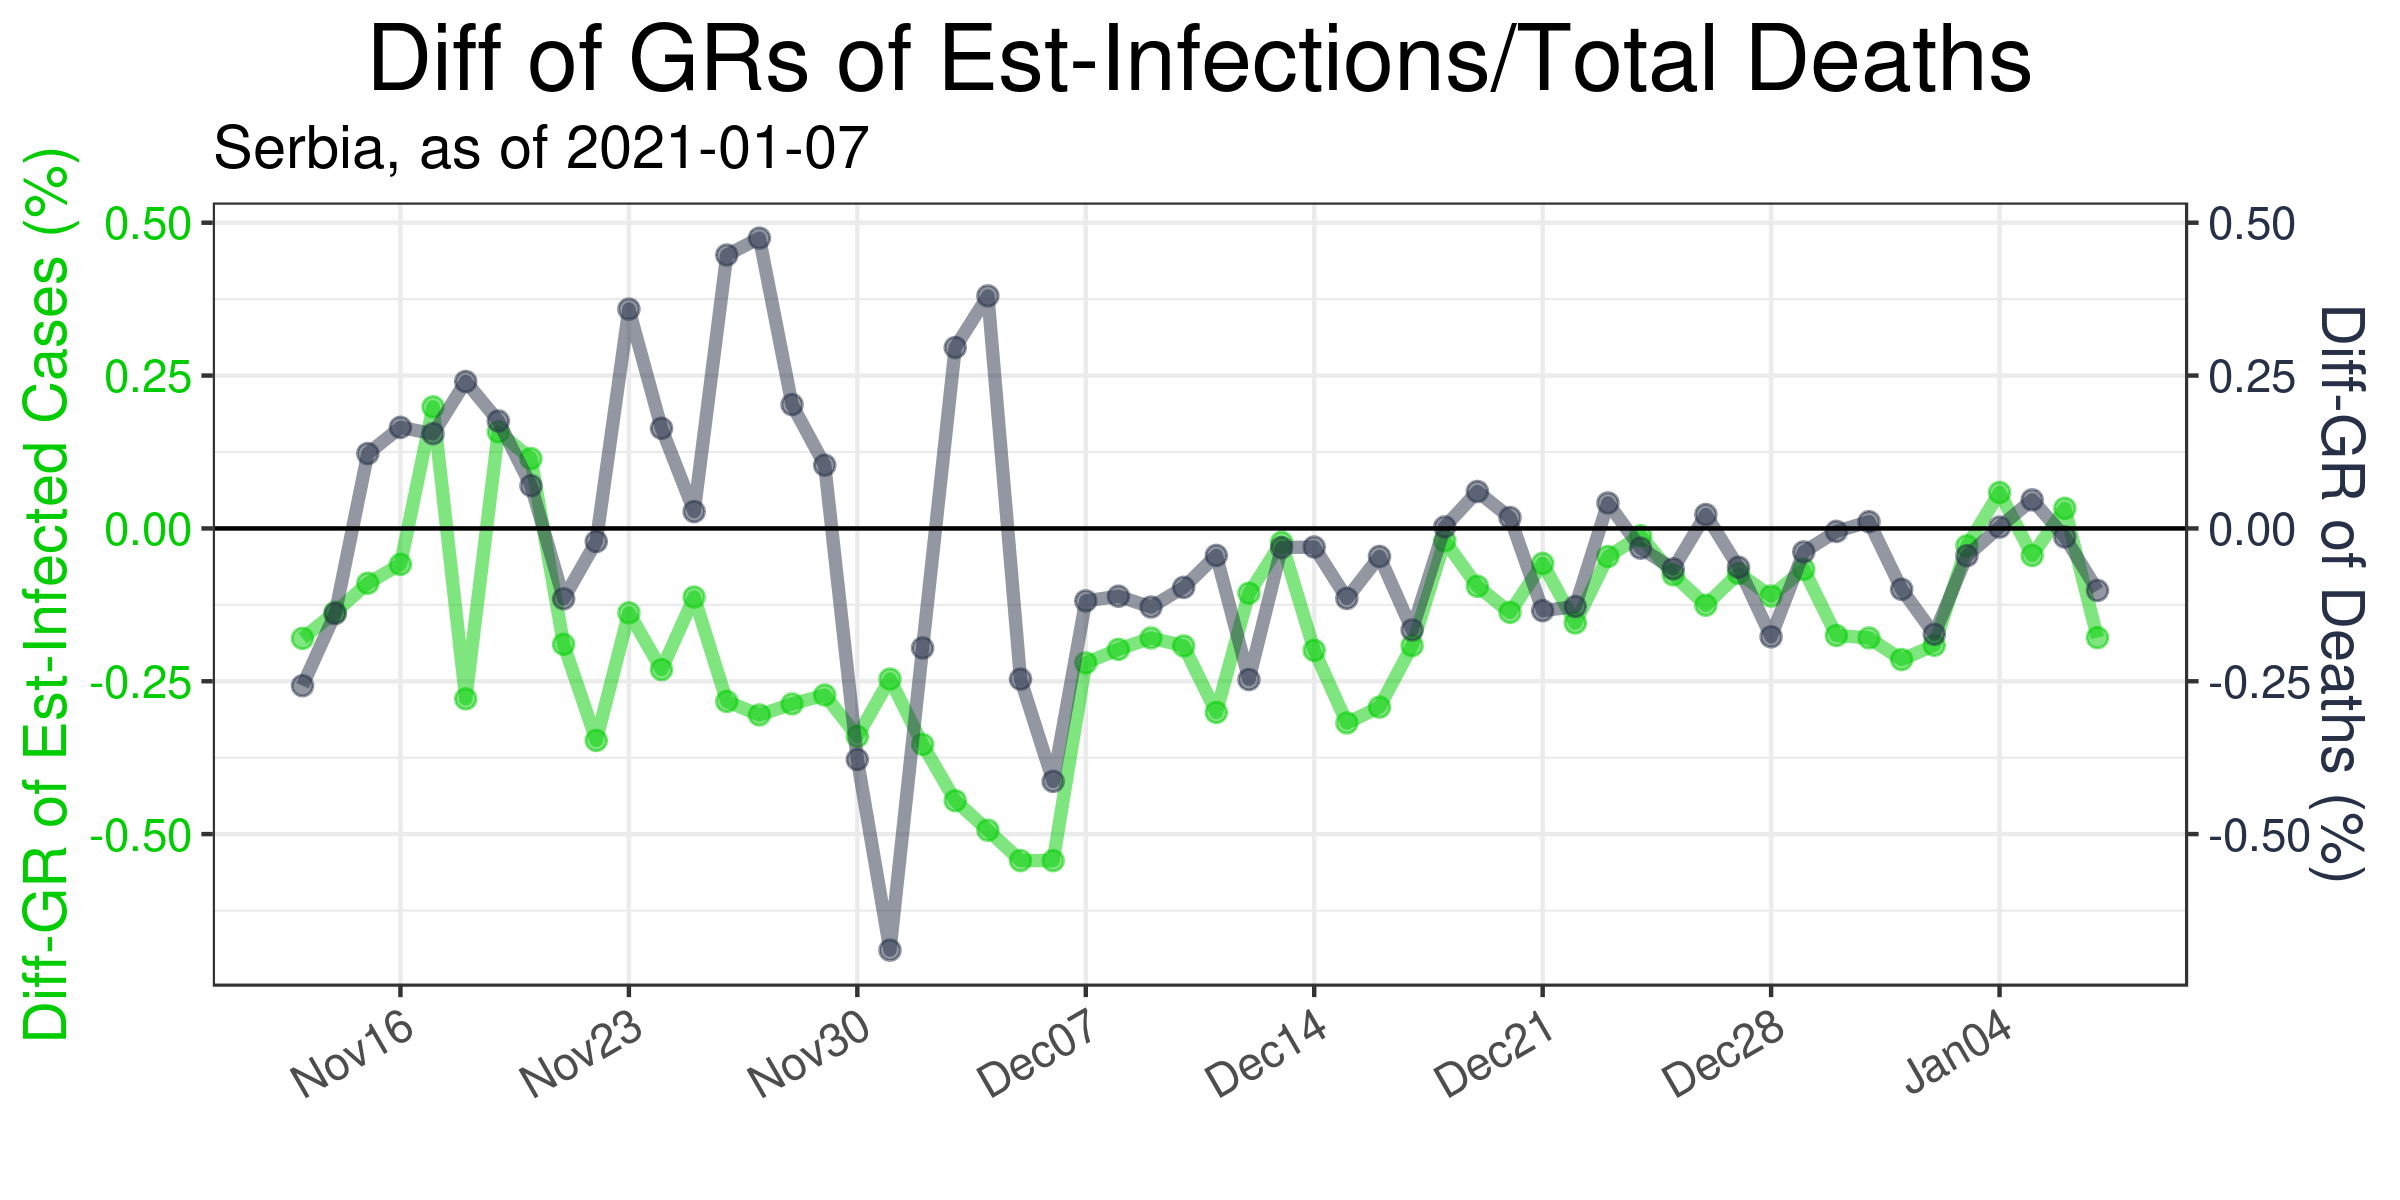 Diff of GRs of Est-Infections/Total Deaths
Serbia, as of 2021-01-07
Diff-GR of Est-Infected Cases (%)
0.50
0.25
0.00
-0.25
-0.50
0.50
0.25
0.00
-0.25
-0.50
Diff-GR of Deaths (%)
Nov16
Nov23
Nov30
Dec07
Dec14
Dec21
Dec28
Jan04